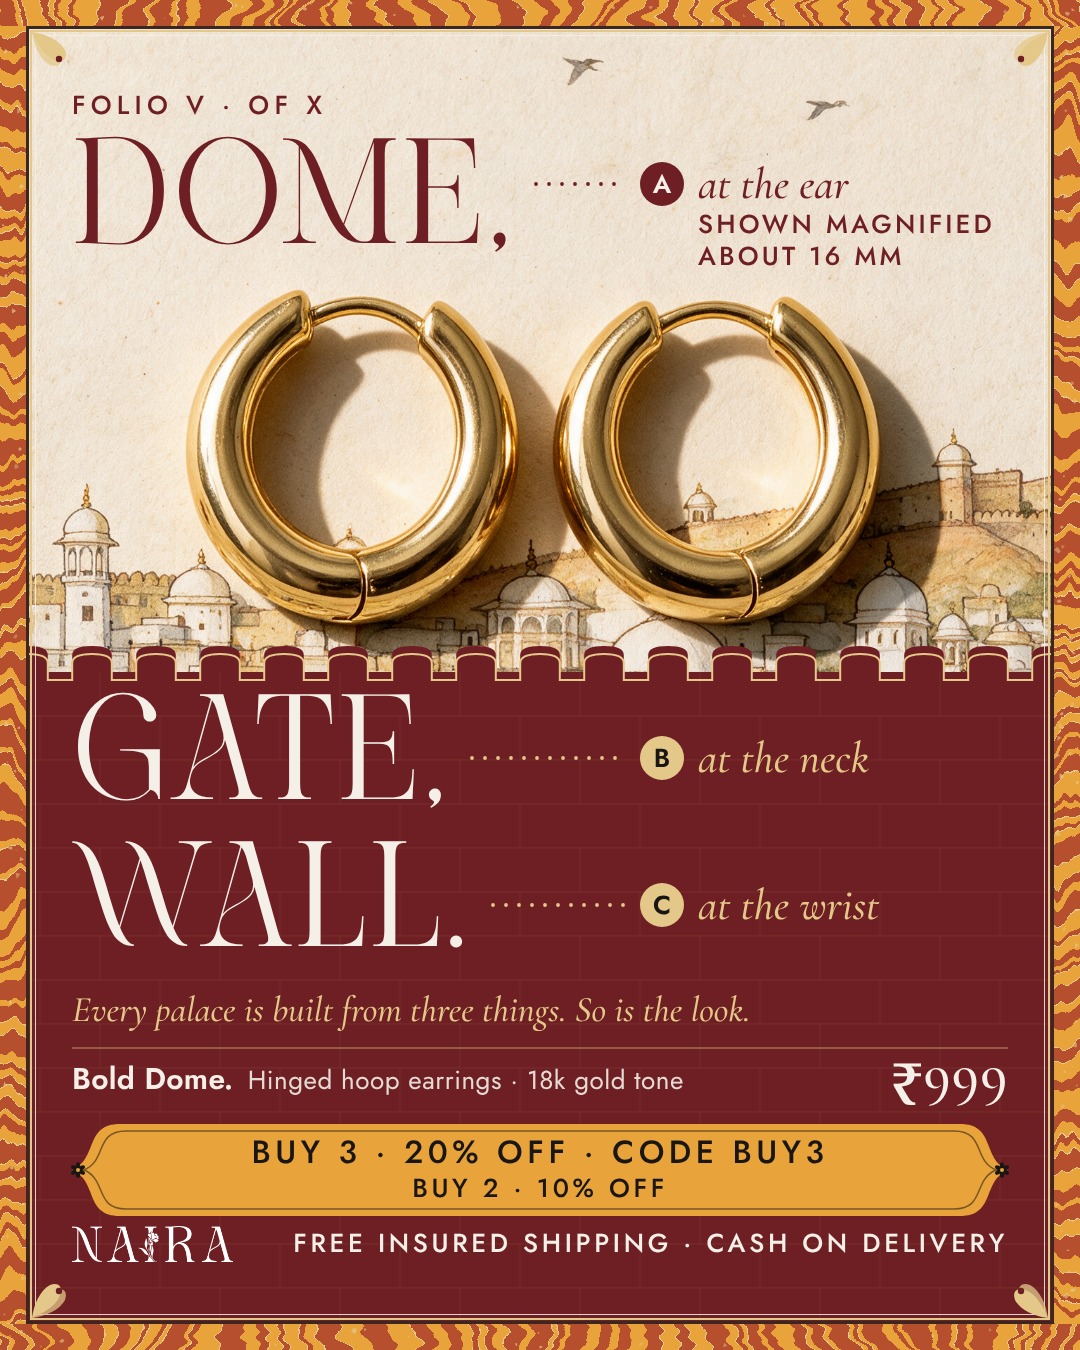 FOLIO V · OF X
DOME,
A at the ear
SHOWN MAGNIFIED
ABOUT 16 MM
GATE,
B at the neck
WALL.
C at the wrist
Every palace is built from three things. So is the look.
Bold Dome. Hinged hoop earrings · 18k gold tone
₹999
BUY 3 · 20% OFF · CODE BUY3
BUY 2 · 10% OFF
NAIRA
FREE INSURED SHIPPING · CASH ON DELIVERY